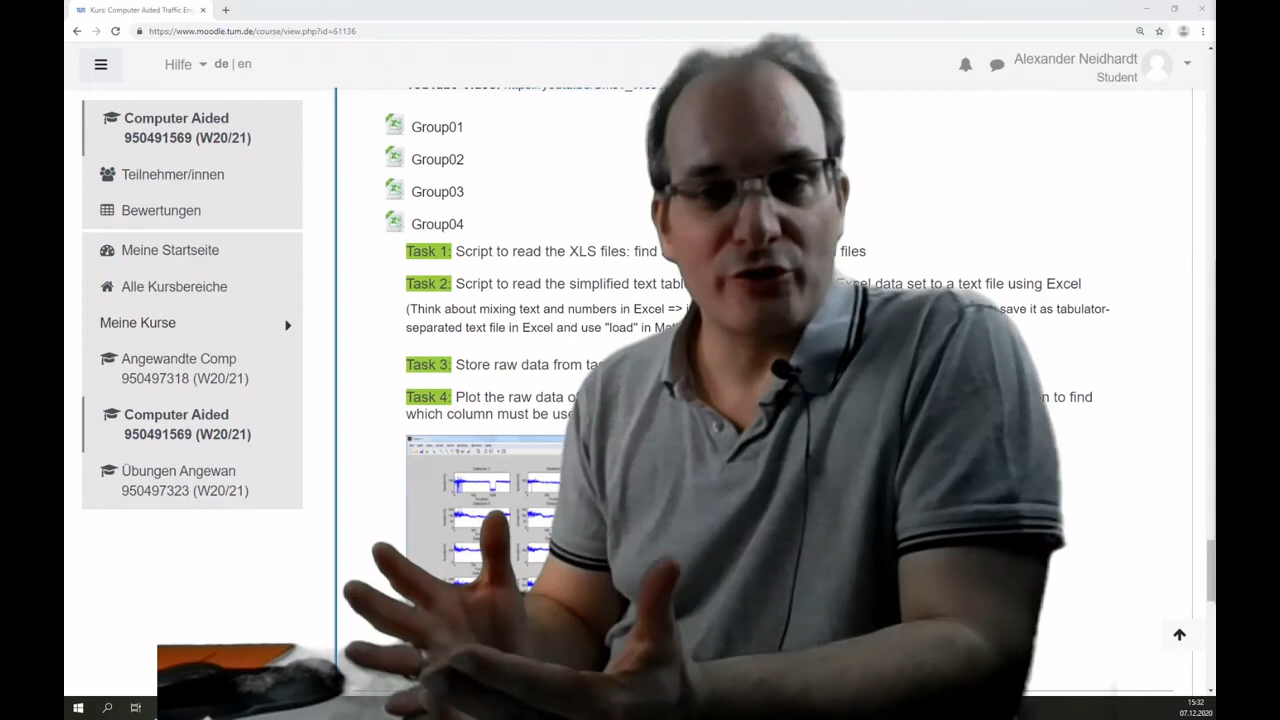 Kurs: Computer Aided Traffic Eng
https://www.moodle.tum.de/course/view.php?id=61136
Hilfe
de | en
Alexander Neidhardt
Student
Computer Aided
950491569 (W20/21)
Teilnehmer/innen
Bewertungen
Meine Startseite
Alle Kursbereiche
Meine Kurse
Angewandte Comp
950497318 (W20/21)
Computer Aided
950491569 (W20/21)
Übungen Angewan
950497323 (W20/21)
Group01
Group02
Group03
Group04
Task 1: Script to read the XLS files: find files
Task 2: Script to read the simplified text Excel data set to a text file using Excel
(Think about mixing text and numbers in Excel => save it as tabulator-
separated text file in Excel and use "load" in
Task 3: Store raw data from
Task 4: Plot the raw data to find
which column must be
15:32
07.12.2020